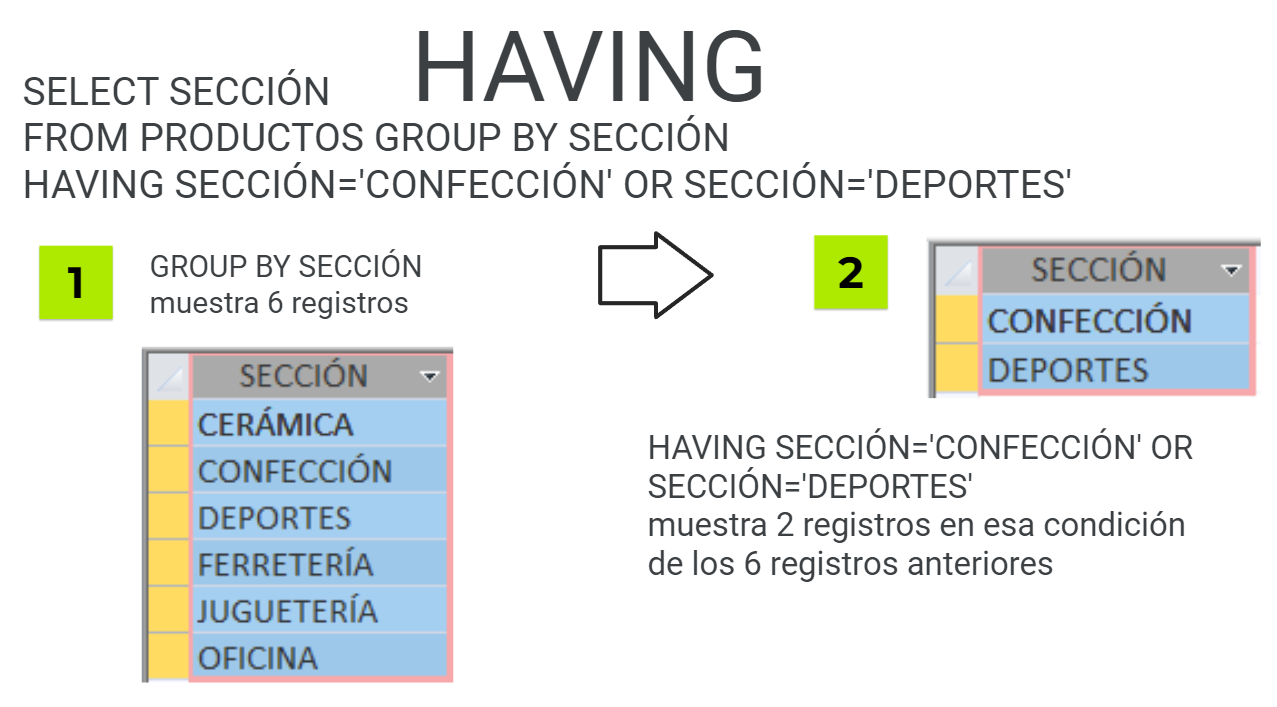 HAVING
SELECT SECCIÓN
FROM PRODUCTOS GROUP BY SECCIÓN
HAVING SECCIÓN='CONFECCIÓN' OR SECCIÓN='DEPORTES'
1
GROUP BY SECCIÓN
muestra 6 registros
SECCIÓN
CERÁMICA
CONFECCIÓN
DEPORTES
FERRETERÍA
JUGUETERÍA
OFICINA
2
SECCIÓN
CONFECCIÓN
DEPORTES
HAVING SECCIÓN='CONFECCIÓN' OR
SECCIÓN='DEPORTES'
muestra 2 registros en esa condición
de los 6 registros anteriores